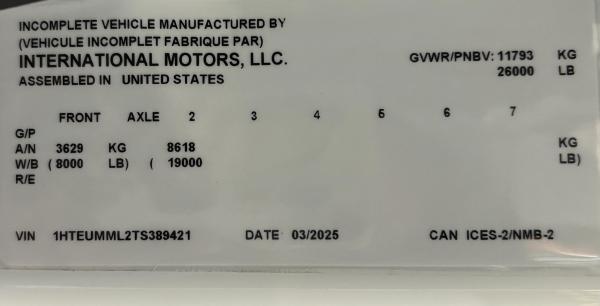 INCOMPLETE VEHICLE MANUFACTURED BY
(VEHICULE INCOMPLET FABRIQUE PAR)
INTERNATIONAL MOTORS, LLC.
ASSEMBLED IN UNITED STATES
GVWR/PNBV: 11793 KG
26000 LB
FRONT AXLE 2 3 4 5 6 7
G/P
A/N 3629 KG 8618 KG
W/B ( 8000 LB) ( 19000 LB)
R/E
VIN 1HTEUMML2TS389421 DATE 03/2025 CAN ICES-2/NMB-2